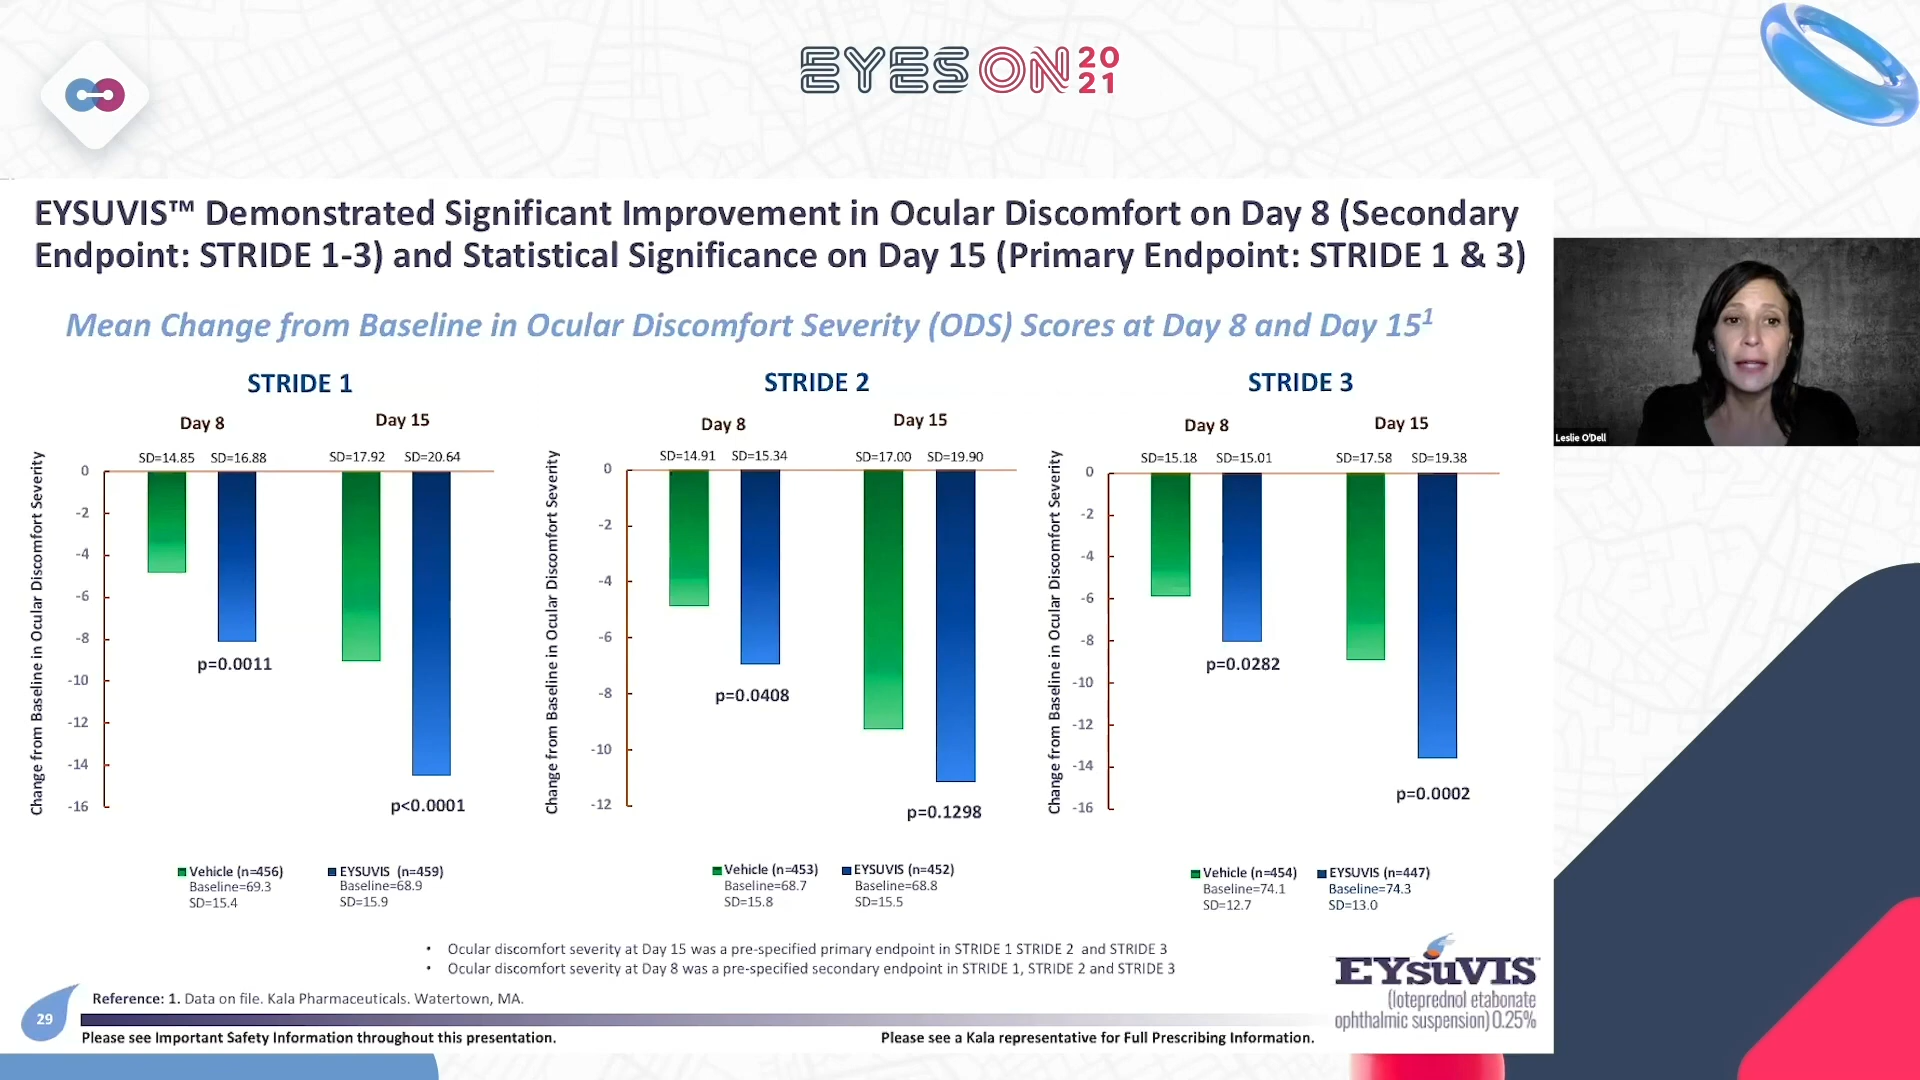 EYES ON 20 21
EYSUVIS™ Demonstrated Significant Improvement in Ocular Discomfort on Day 8 (Secondary
Endpoint: STRIDE 1-3) and Statistical Significance on Day 15 (Primary Endpoint: STRIDE 1 & 3)
Mean Change from Baseline in Ocular Discomfort Severity (ODS) Scores at Day 8 and Day 15¹
STRIDE 1
Day 8
Day 15
SD=14.85 SD=16.88 SD=17.92 SD=20.64
Change from Baseline in Ocular Discomfort Severity
0
-2
-4
-6
-8
-10
-12
-14
-16
p=0.0011
p<0.0001
Vehicle (n=456)
Baseline=69.3
SD=15.4
EYSUVIS (n=459)
Baseline=68.9
SD=15.9
STRIDE 2
Day 8
Day 15
SD=14.91 SD=15.34 SD=17.00 SD=19.90
Change from Baseline in Ocular Discomfort Severity
0
-2
-4
-6
-8
-10
-12
p=0.0408
p=0.1298
Vehicle (n=453)
Baseline=68.7
SD=15.8
EYSUVIS (n=452)
Baseline=68.8
SD=15.5
STRIDE 3
Day 8
Day 15
SD=15.18 SD=15.01 SD=17.58 SD=19.38
Change from Baseline in Ocular Discomfort Severity
0
-2
-4
-6
-8
-10
-12
-14
-16
p=0.0282
p=0.0002
Vehicle (n=454)
Baseline=74.1
SD=12.7
EYSUVIS (n=447)
Baseline=74.3
SD=13.0
Leslie O'Dell
• Ocular discomfort severity at Day 15 was a pre-specified primary endpoint in STRIDE 1 STRIDE 2 and STRIDE 3
• Ocular discomfort severity at Day 8 was a pre-specified secondary endpoint in STRIDE 1, STRIDE 2 and STRIDE 3
EYSUVIS™
(loteprednol etabonate
ophthalmic suspension) 0.25%
Reference: 1. Data on file. Kala Pharmaceuticals. Watertown, MA.
29
Please see Important Safety Information throughout this presentation.
Please see a Kala representative for Full Prescribing Information.